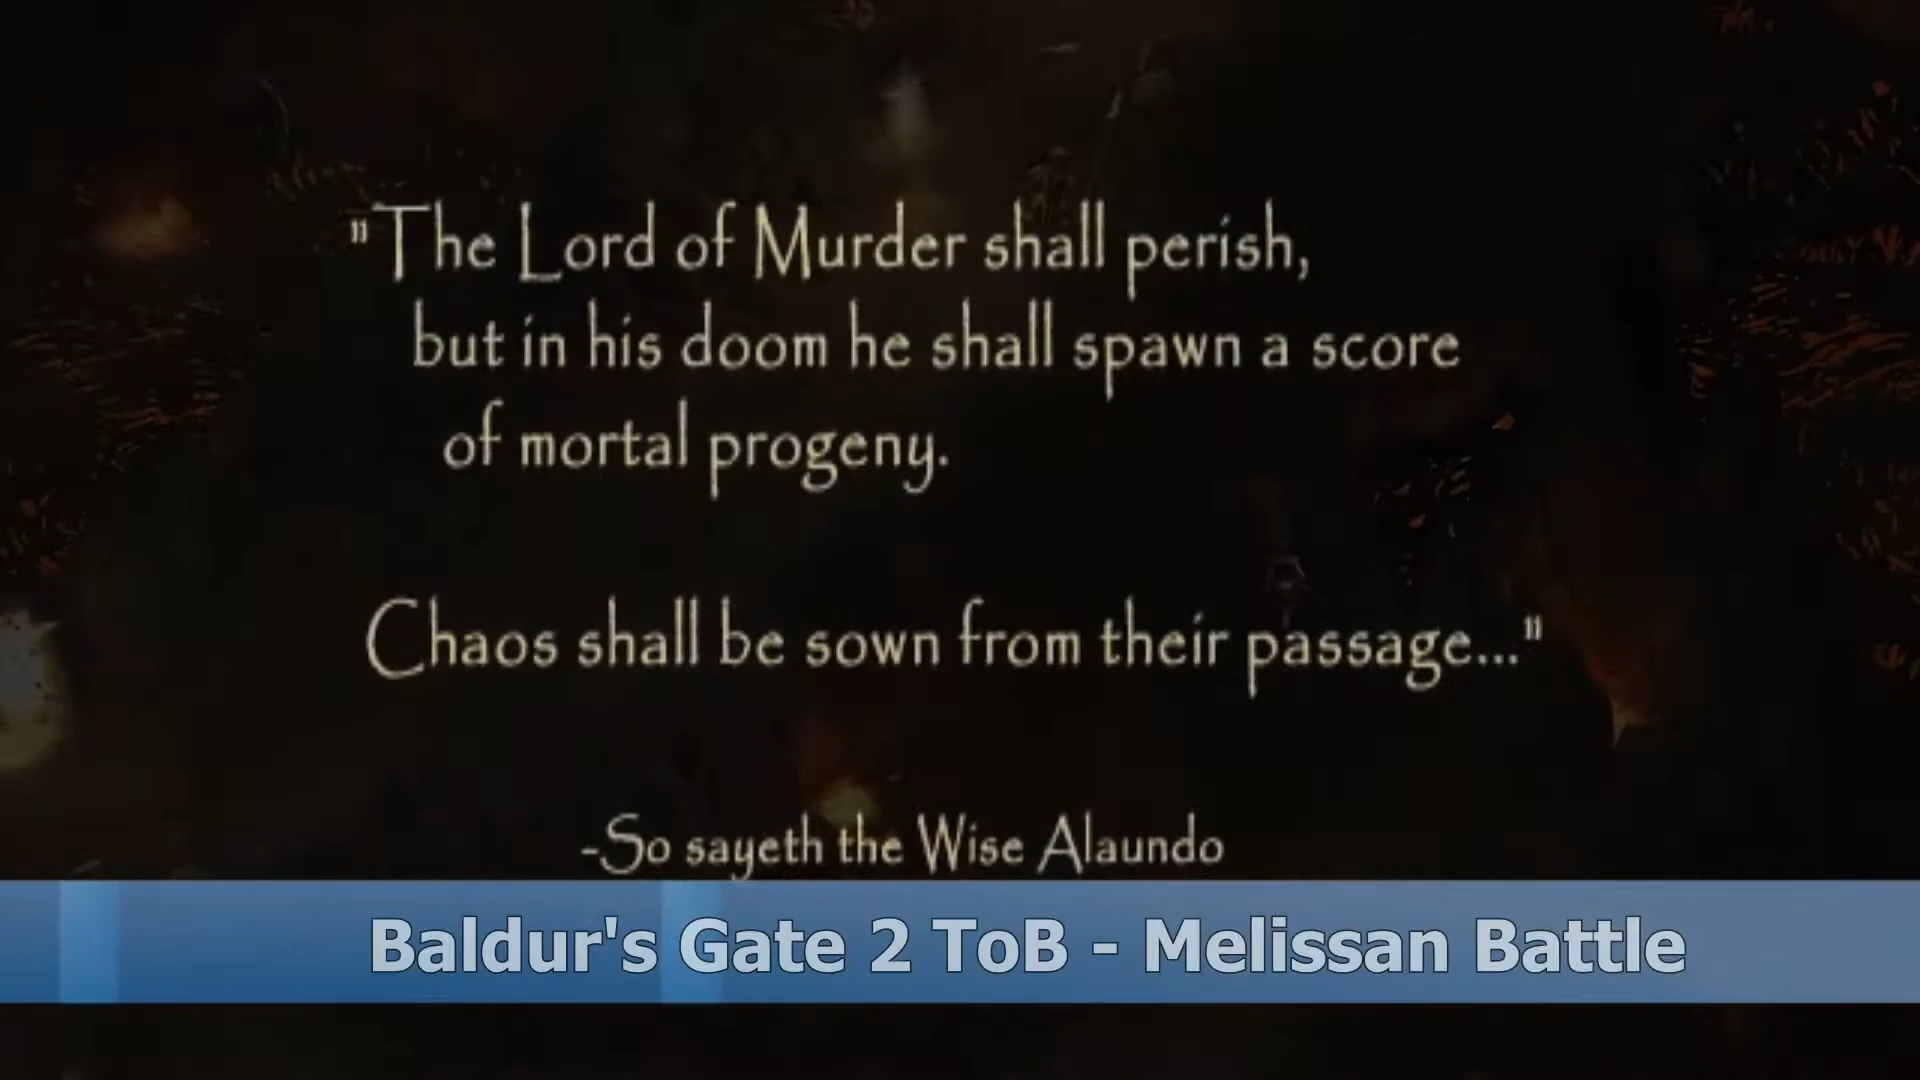 "The Lord of Murder shall perish,
but in his doom he shall spawn a score
of mortal progeny.
Chaos shall be sown from their passage..."
-So sayeth the Wise Alaundo
Baldur's Gate 2 ToB - Melissan Battle